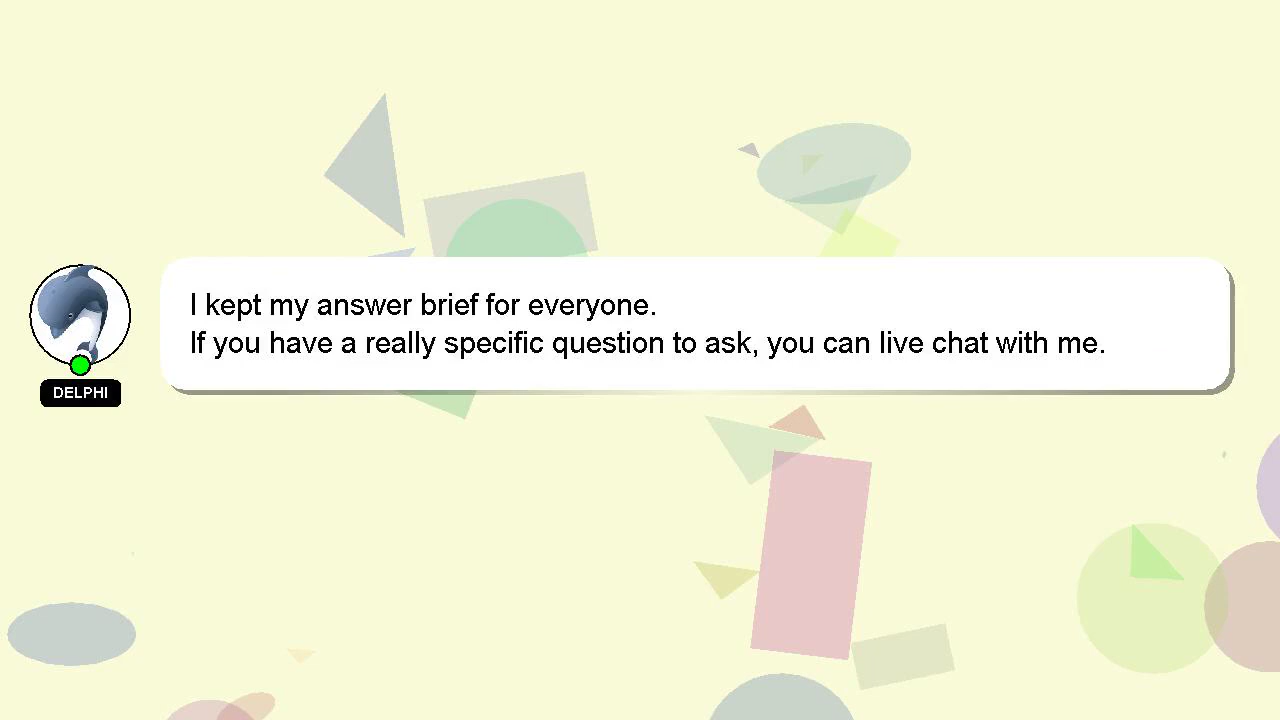 I kept my answer brief for everyone.
If you have a really specific question to ask, you can live chat with me.
DELPHI